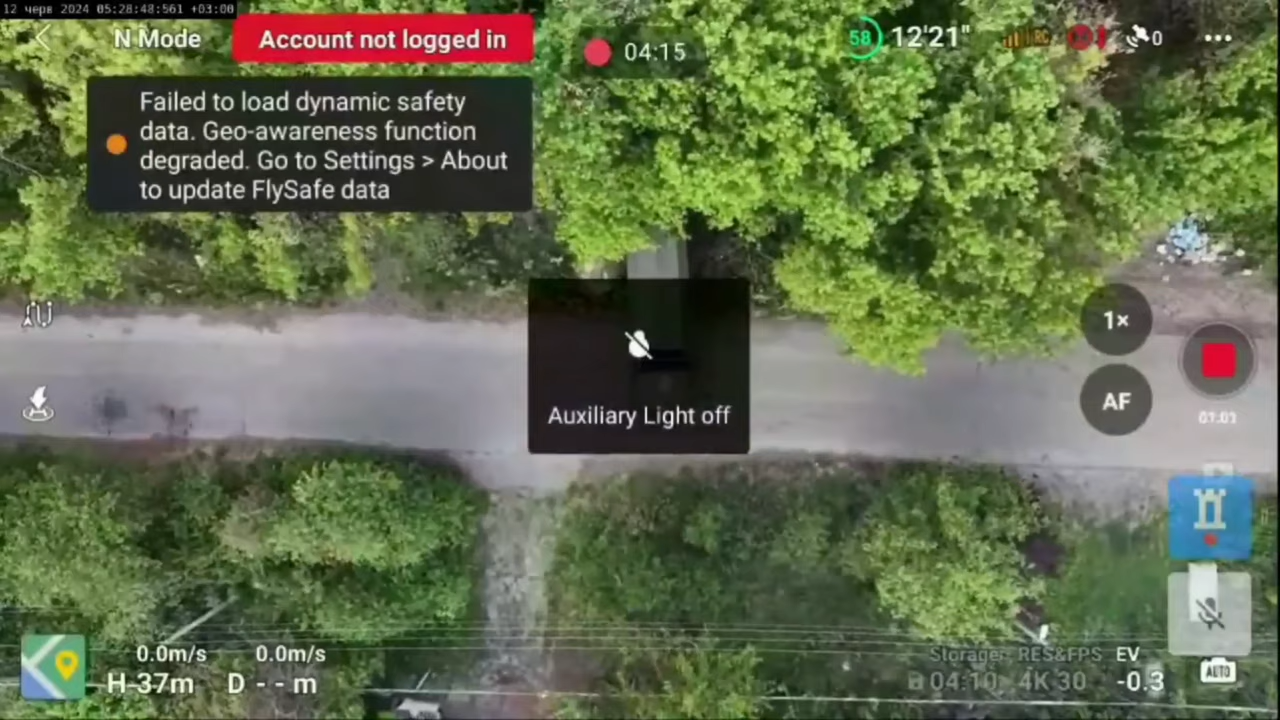 12 черв 2024 05:28:48:561 +03:00
N Mode
Account not logged in
04:15
58
12'21"
RC
0
Failed to load dynamic safety
data. Geo-awareness function
degraded. Go to Settings > About
to update FlySafe data
1×
AF
Auxiliary Light off
0.0m/s
0.0m/s
H 37m
D - - m
Storage
RES&FPS
EV
04:10
4K 30
-0.3
AUTO